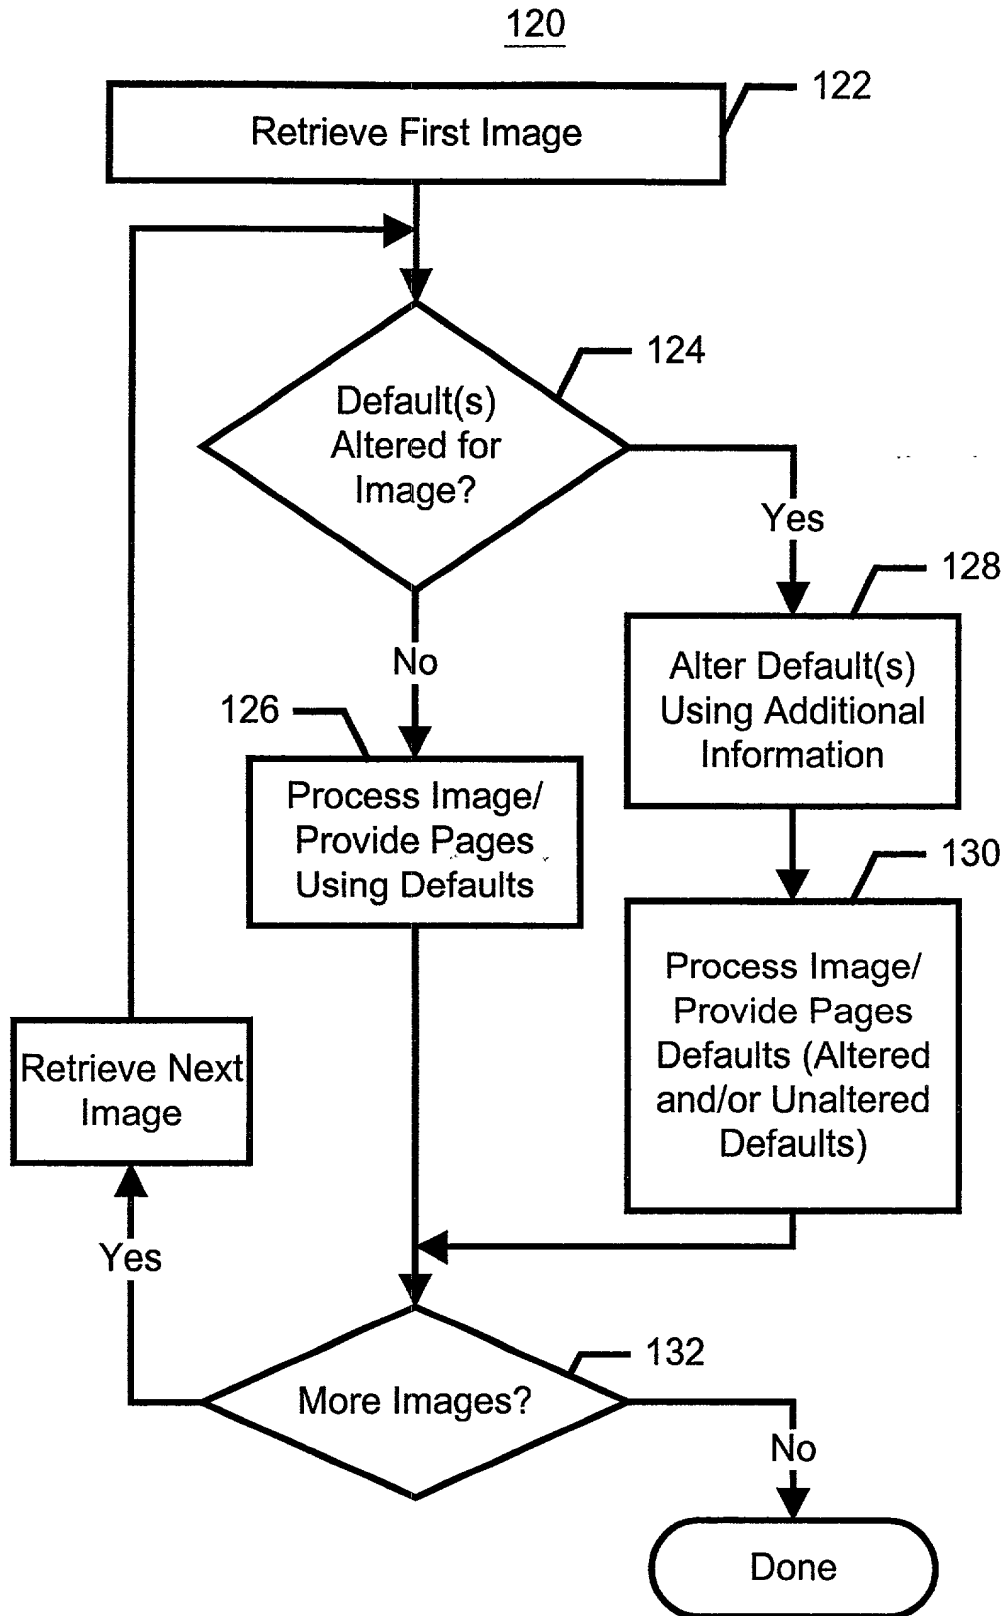 120
122
Retrieve First Image
124
Default(s)
Altered for
Image?
Yes
128
No
Alter Default(s)
Using Additional
Information
126
Process Image/
Provide Pages
Using Defaults
130
Process Image/
Provide Pages
Defaults (Altered
and/or Unaltered
Defaults)
Retrieve Next
Image
Yes
132
More Images?
No
Done